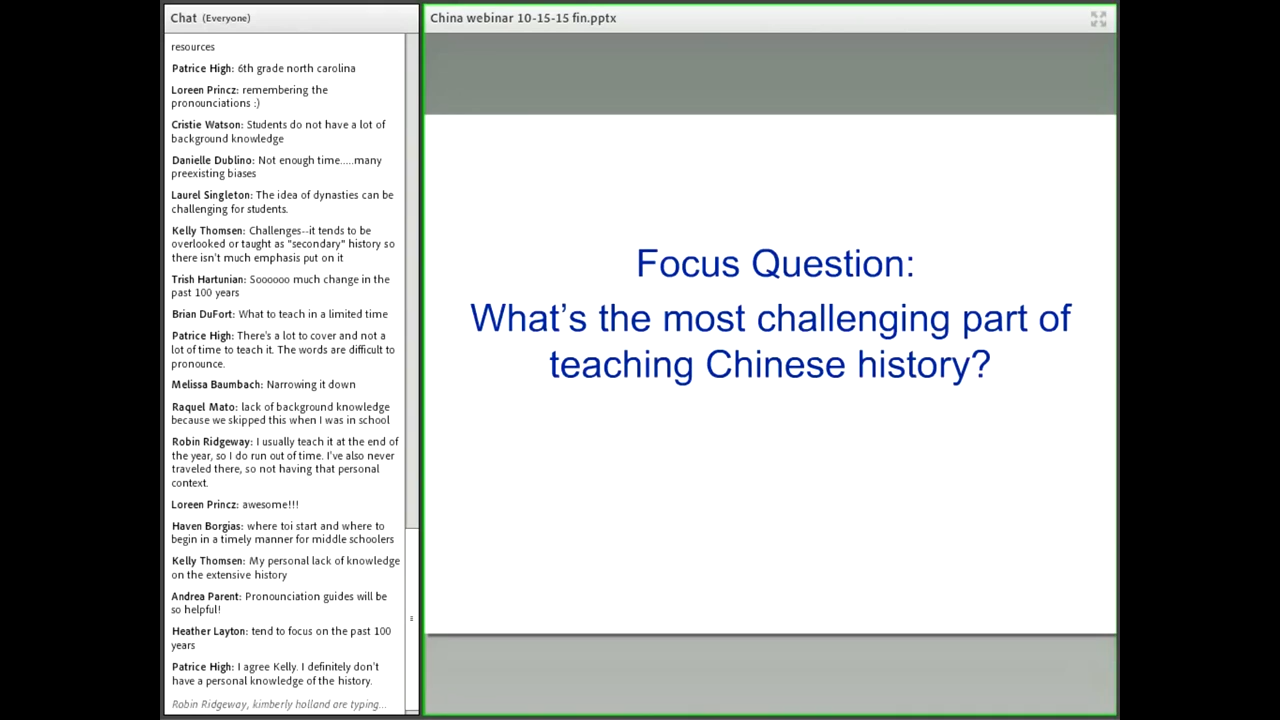 Chat (Everyone)
resources
Patrice High: 6th grade north carolina
Loreen Princz: remembering the
pronounciations :)
Cristie Watson: Students do not have a lot of
background knowledge
Danielle Dublino: Not enough time.....many
preexisting biases
Laurel Singleton: The idea of dynasties can be
challenging for students.
Kelly Thomsen: Challenges--it tends to be
overlooked or taught as "secondary" history so
there isn't much emphasis put on it
Trish Hartunian: Soooooo much change in the
past 100 years
Brian DuFort: What to teach in a limited time
Patrice High: There's a lot to cover and not a
lot of time to teach it. The words are difficult to
pronounce.
Melissa Baumbach: Narrowing it down
Raquel Mato: lack of background knowledge
because we skipped this when I was in school
Robin Ridgeway: I usually teach it at the end of
the year, so I do run out of time. I've also never
traveled there, so not having that personal
context.
Loreen Princz: awesome!!!
Haven Borgias: where toi start and where to
begin in a timely manner for middle schoolers
Kelly Thomsen: My personal lack of knowledge
on the extensive history
Andrea Parent: Pronounciation guides will be
so helpful!
Heather Layton: tend to focus on the past 100
years
Patrice High: I agree Kelly. I definitely don't
have a personal knowledge of the history.
Robin Ridgeway, kimberly holland are typing...
China webinar 10-15-15 fin.pptx
Focus Question:
What's the most challenging part of
teaching Chinese history?